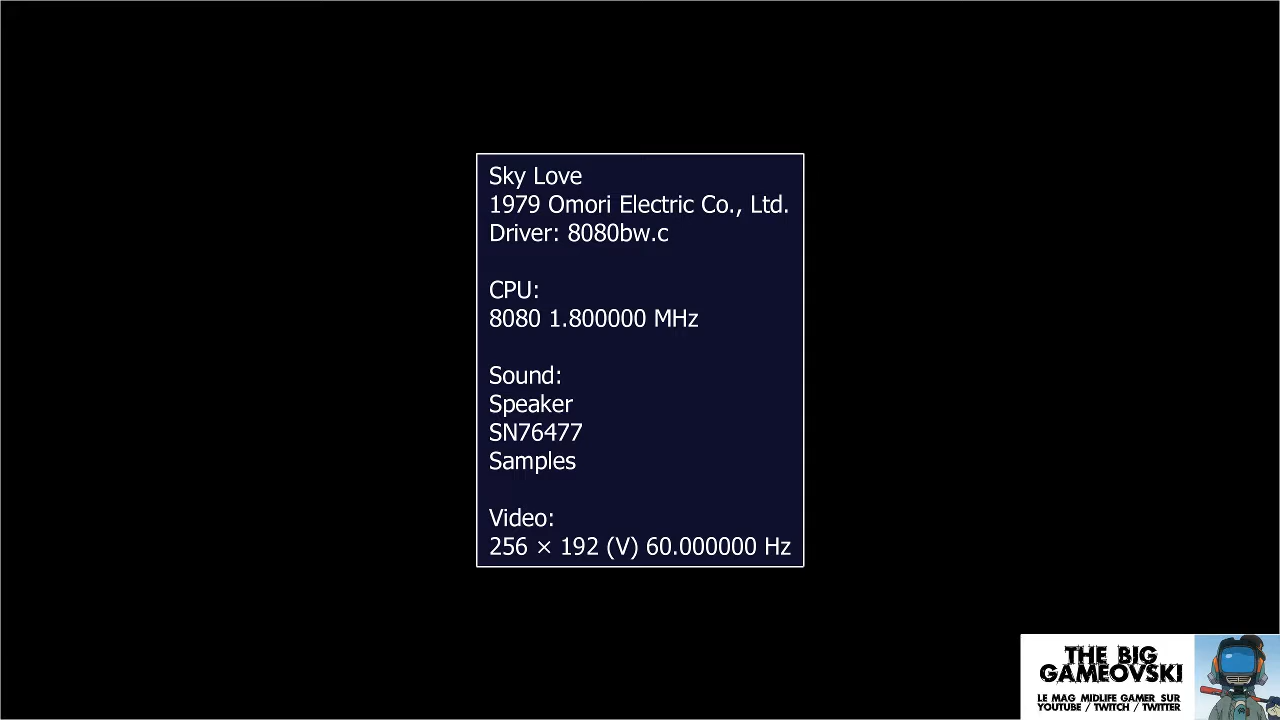 Sky Love
1979 Omori Electric Co., Ltd.
Driver: 8080bw.c
CPU:
8080 1.800000 MHz
Sound:
Speaker
SN76477
Samples
Video:
256 × 192 (V) 60.000000 Hz
THE BIG
GAMEOVSKI
LE MAG MIDLIFE GAMER SUR
YOUTUBE / TWITCH / TWITTER